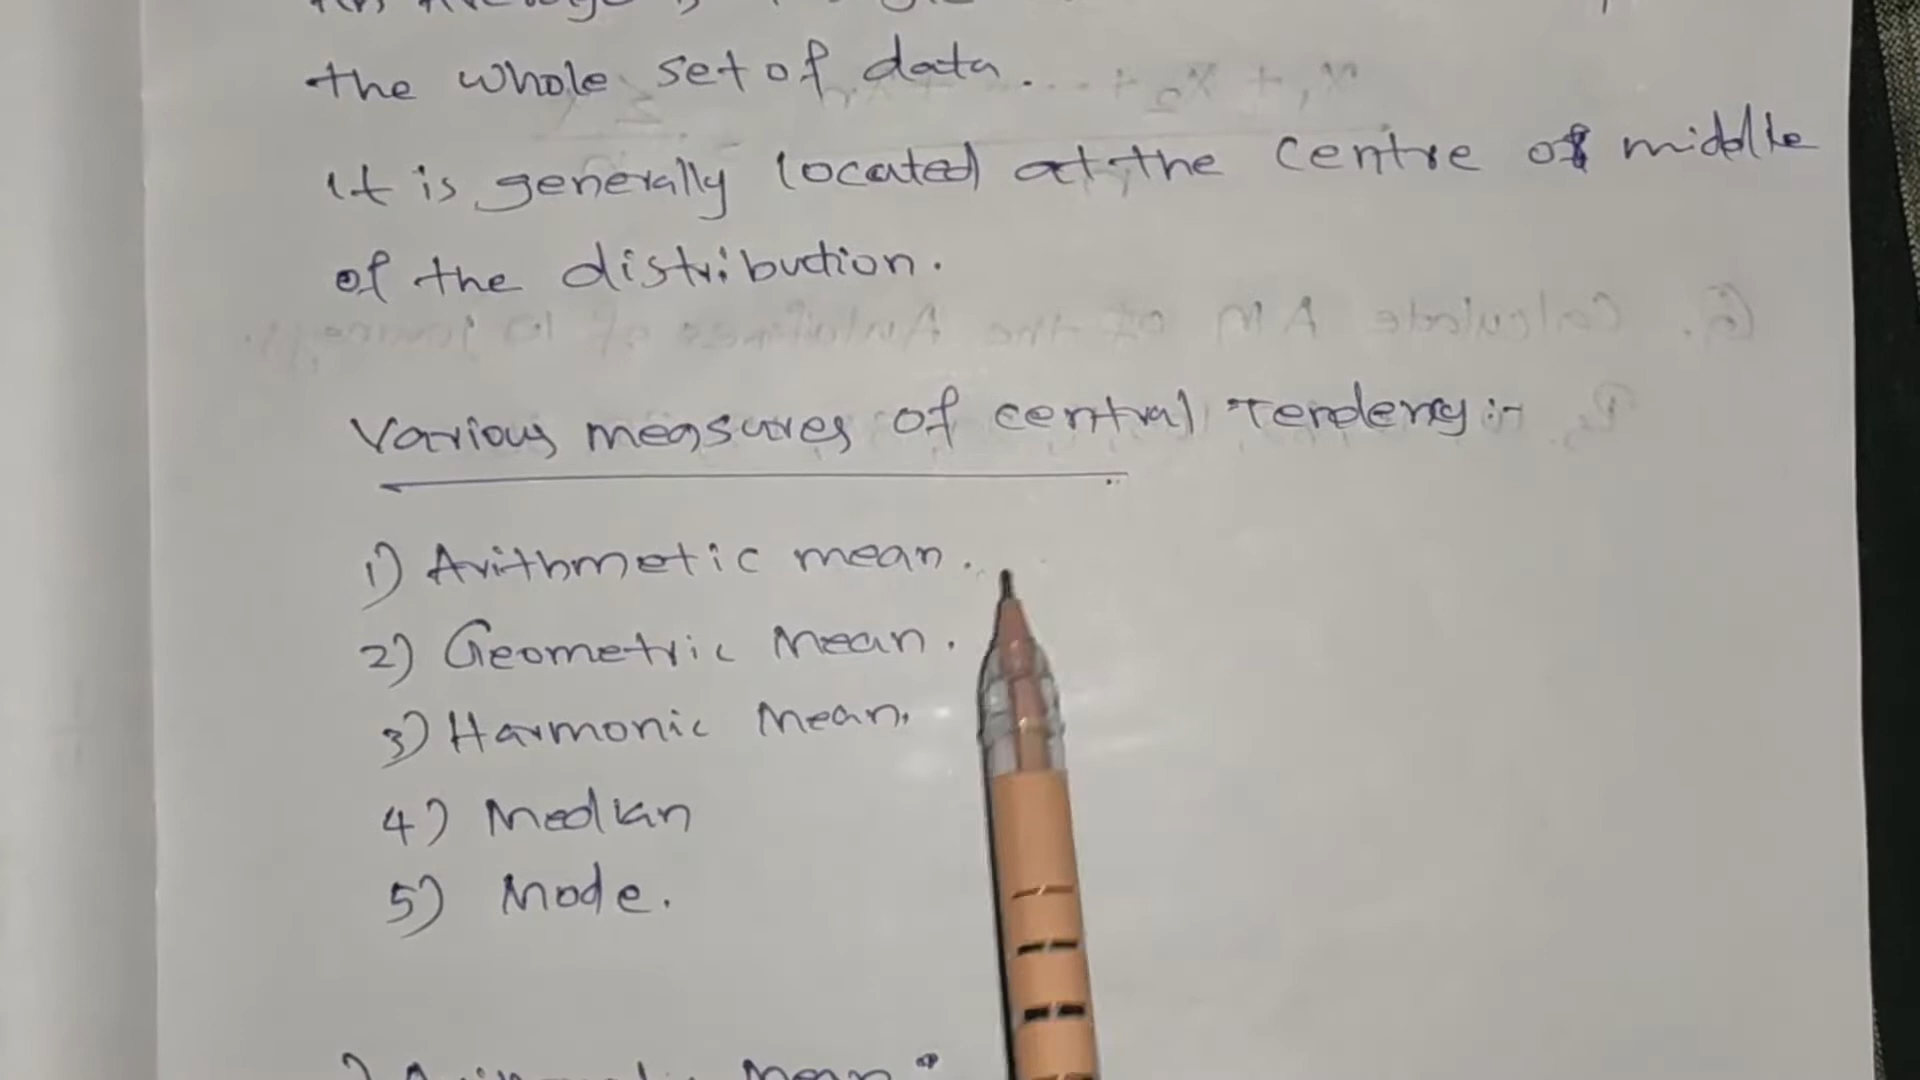 the whole set of data.
It is generally located at the centre of middle
of the distribution.
Various measures of central Tendency :-
1) Arithmetic mean.
2) Geometric Mean.
3) Harmonic Mean.
4) Median
5) Mode.
Mean